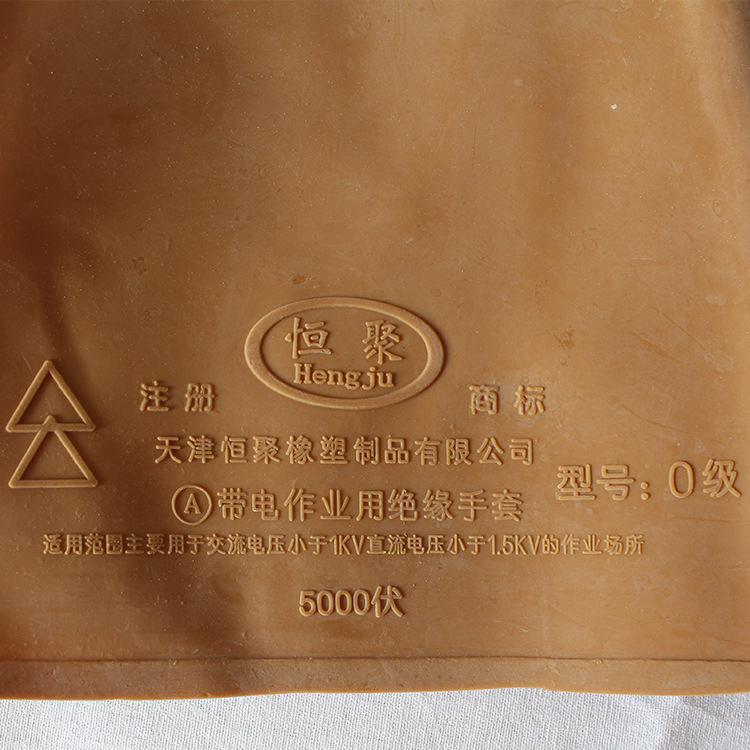 恒聚
Hengju
注册 商标
天津恒聚橡塑制品有限公司
型号：0级
Ⓐ带电作业用绝缘手套
适用范围主要用于交流电压小于1KV直流电压小于1.5KV的作业场所
5000伏